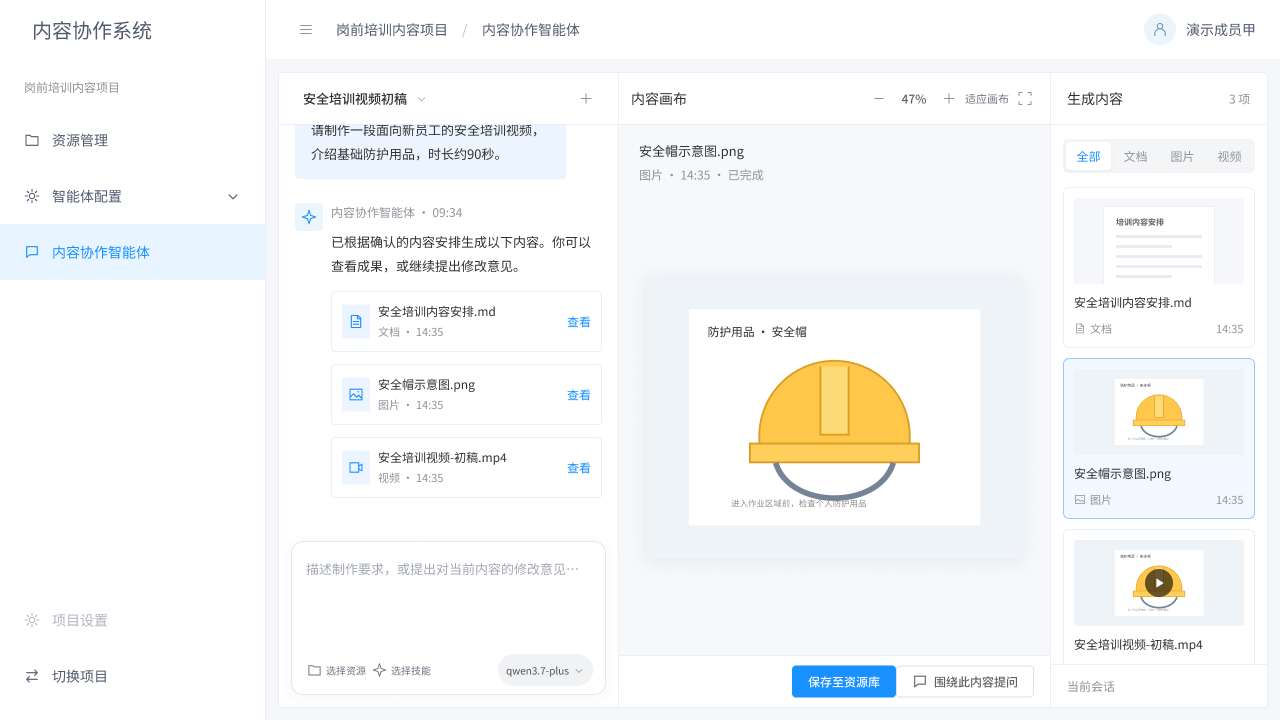 内容协作系统
岗前培训内容项目
资源管理
智能体配置
内容协作智能体
项目设置
切换项目
岗前培训内容项目 / 内容协作智能体
演示成员甲
安全培训视频初稿
请制作一段面向新员工的安全培训视频，
介绍基础防护用品，时长约90秒。
内容协作智能体 · 09:34
已根据确认的内容安排生成以下内容。你可以
查看成果，或继续提出修改意见。
安全培训内容安排.md
文档 · 14:35
查看
安全帽示意图.png
图片 · 14:35
查看
安全培训视频-初稿.mp4
视频 · 14:35
查看
描述制作要求，或提出对当前内容的修改意见…
选择资源 选择技能 qwen3.7-plus
内容画布
47%
适应画布
安全帽示意图.png
图片 · 14:35 · 已完成
防护用品 · 安全帽
进入作业区域前，检查个人防护用品
保存至资源库
围绕此内容提问
生成内容
3 项
全部 文档 图片 视频
培训内容安排
安全培训内容安排.md
文档 14:35
防护用品 · 安全帽
安全帽示意图.png
图片 14:35
防护用品 · 安全帽
安全培训视频-初稿.mp4
当前会话